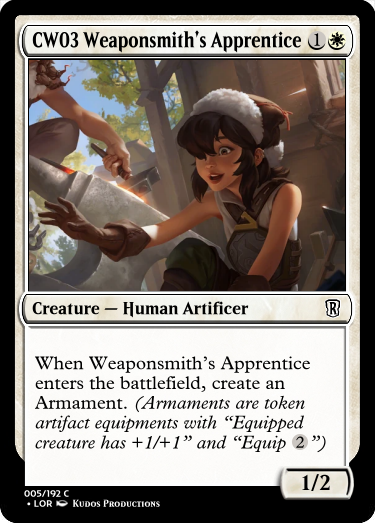 CW03 Weaponsmith's Apprentice 1
Creature — Human Artificer R
When Weaponsmith's Apprentice
enters the battlefield, create an
Armament. (Armaments are token
artifact equipments with “Equipped
creature has +1/+1” and “Equip 2”)
1/2
005/192 C
• LOR Kudos Productions